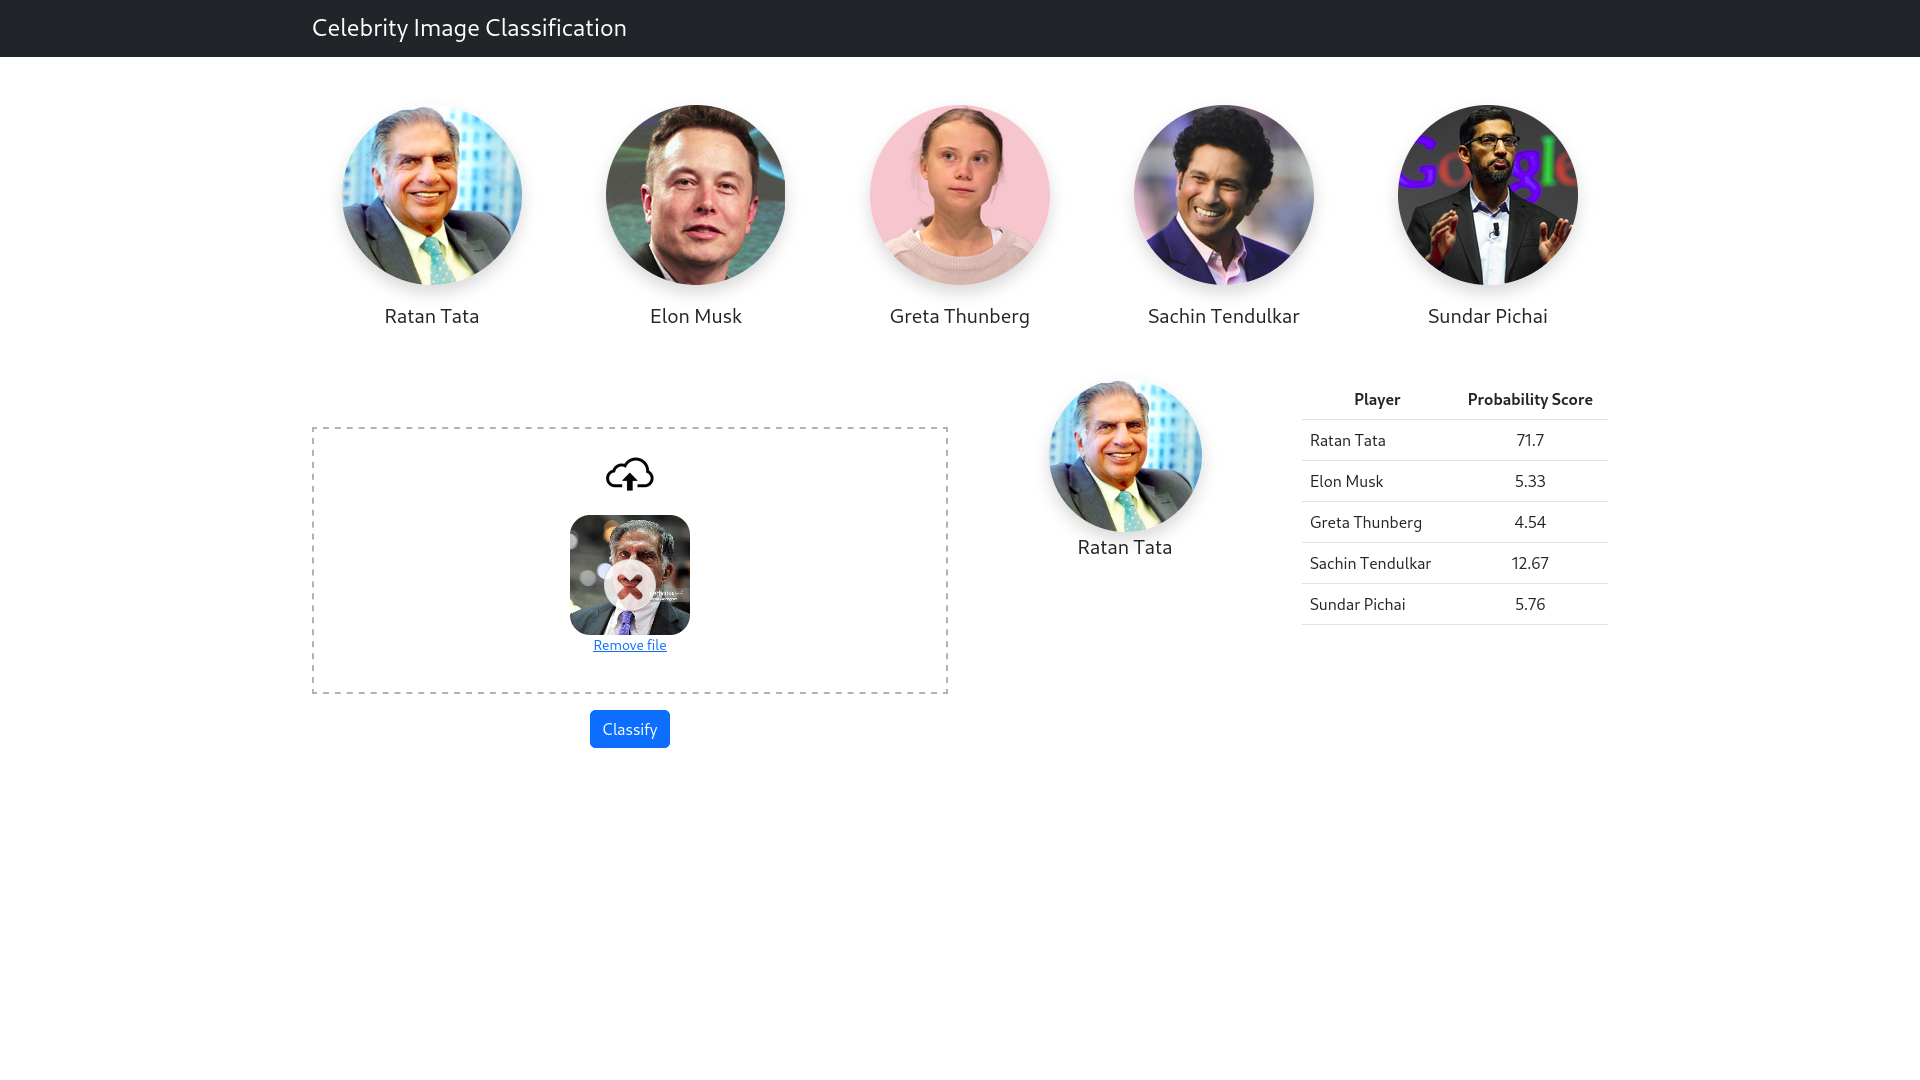 Celebrity Image Classification
Google
Ratan Tata
Elon Musk
Greta Thunberg
Sachin Tendulkar
Sundar Pichai
Remove file
Classify
Ratan Tata
Player Probability Score
Ratan Tata 71.7
Elon Musk 5.33
Greta Thunberg 4.54
Sachin Tendulkar 12.67
Sundar Pichai 5.76